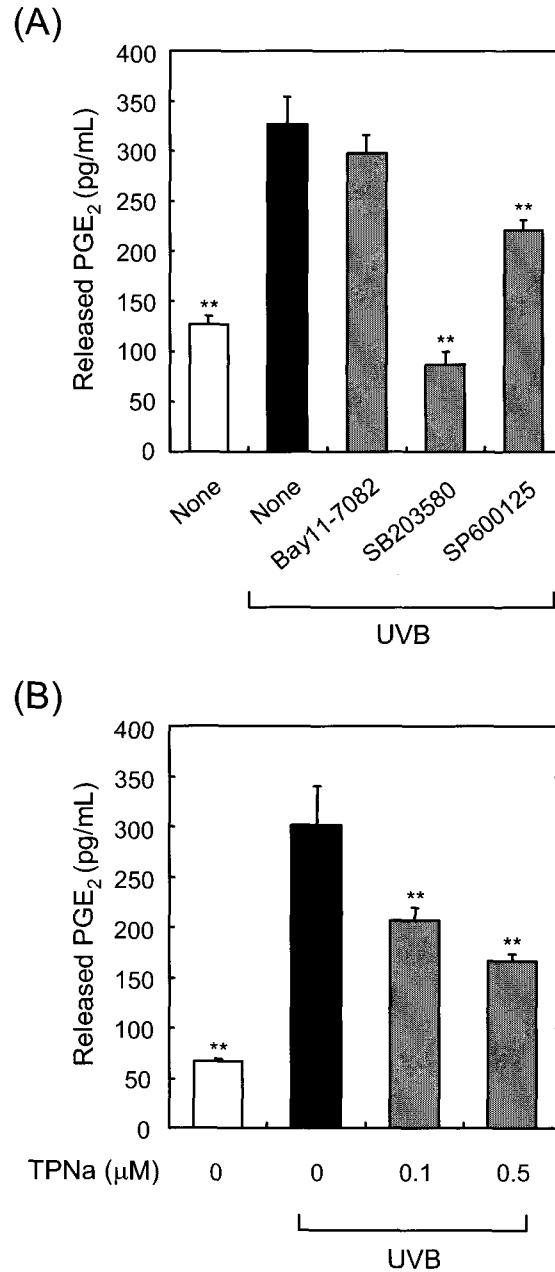 (A)
Released PGE₂ (pg/mL)
400
350
300
250
200
150
100
50
0
**
**
**
None
None
Bay11-7082
SB203580
SP600125
UVB
(B)
Released PGE₂ (pg/mL)
400
350
300
250
200
150
100
50
0
**
**
**
TPNa (μM) 0 0 0.1 0.5
UVB